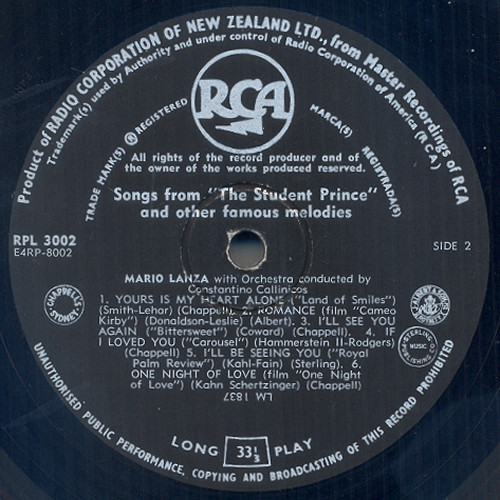 Product of RADIO CORPORATION OF NEW ZEALAND LTD., from Master Recordings of RCA
Trademark(s) used by Authority and under control of Radio Corporation of America (RCA)
TRADE MARK(S) ® REGISTERED
MARCA(S) REGISTRADA(S)
RCA
All rights of the record producer and of
the owner of the works produced reserved.
Songs from "The Student Prince"
and other famous melodies
RPL 3002
E4RP-8002
SIDE 2
MARIO LANZA with Orchestra conducted by
Constantino Callinicos
CHAPPELLS
SYDNEY
1. YOURS IS MY HEART ALONE ("Land of Smiles")
(Smith-Lehar) (Chappell). 2. ROMANCE (film "Cameo
Kirby") (Donaldson-Leslie) (Albert). 3. I'LL SEE YOU
AGAIN ("Bittersweet") (Coward) (Chappell). 4. IF
I LOVED YOU ("Carousel") (Hammerstein II-Rodgers)
(Chappell) 5. I'LL BE SEEING YOU ("Royal
Palm Review") (Kahl-Fain) (Sterling). 6.
ONE NIGHT OF LOVE (film "One Night
of Love") (Kahn Schertzinger) (Chappell)
STERLING
MUSIC
PUBLISHING
LM 1837
LONG 33⅓ PLAY
UNAUTHORISED PUBLIC PERFORMANCE, COPYING AND BROADCASTING OF THIS RECORD PROHIBITED